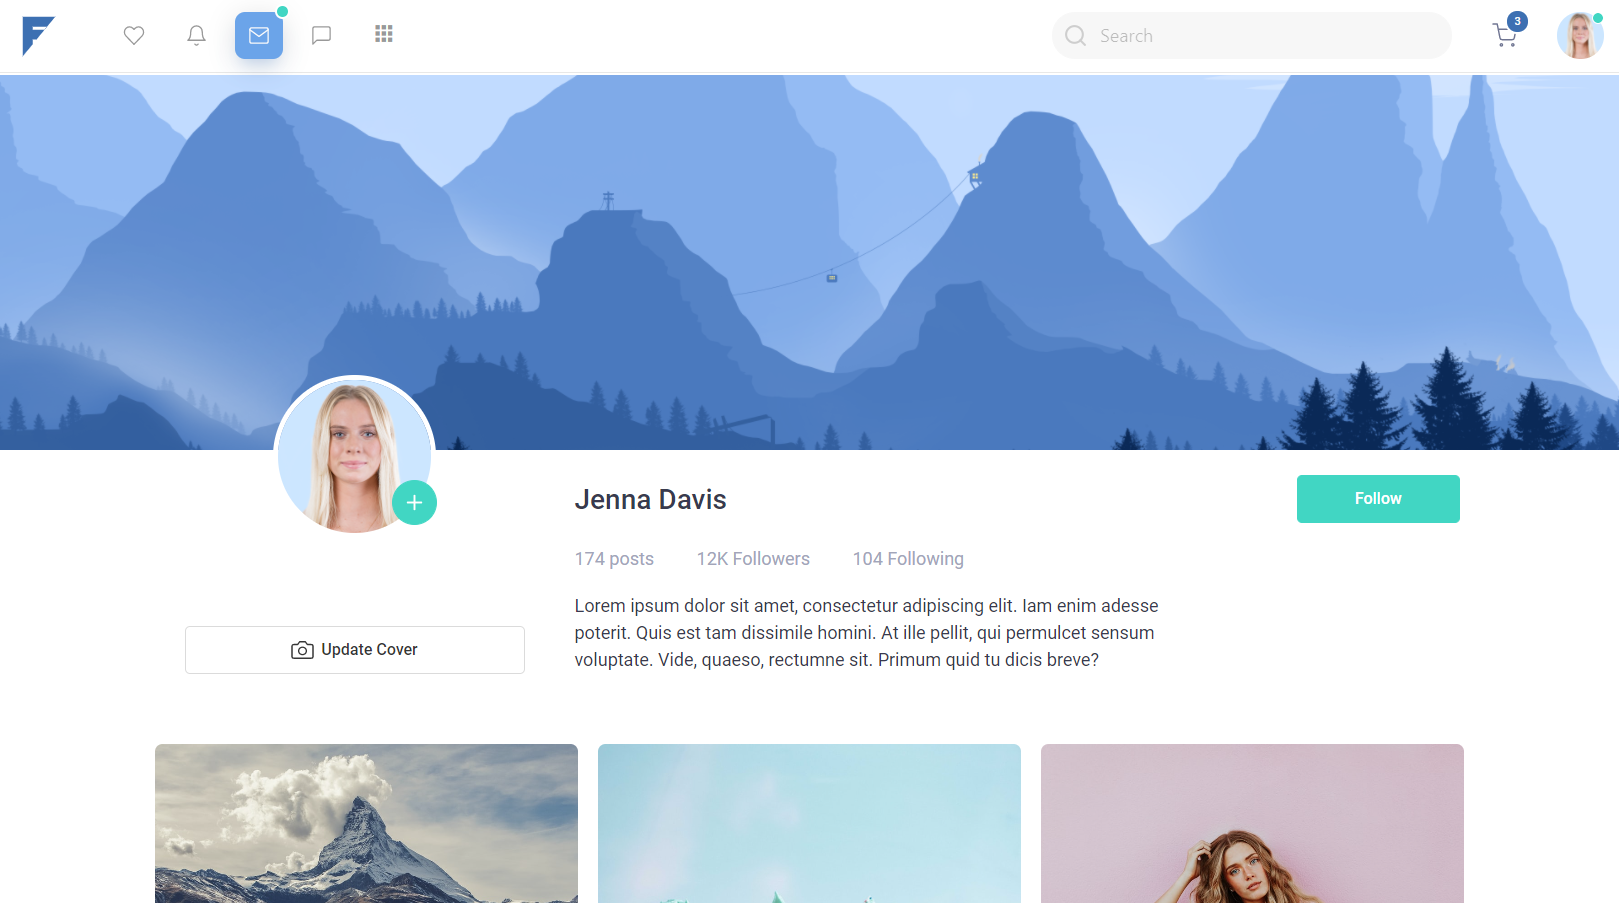 Search
3
Jenna Davis
Follow
174 posts 12K Followers 104 Following
Lorem ipsum dolor sit amet, consectetur adipiscing elit. Iam enim adesse
poterit. Quis est tam dissimile homini. At ille pellit, qui permulcet sensum
voluptate. Vide, quaeso, rectumne sit. Primum quid tu dicis breve?
Update Cover